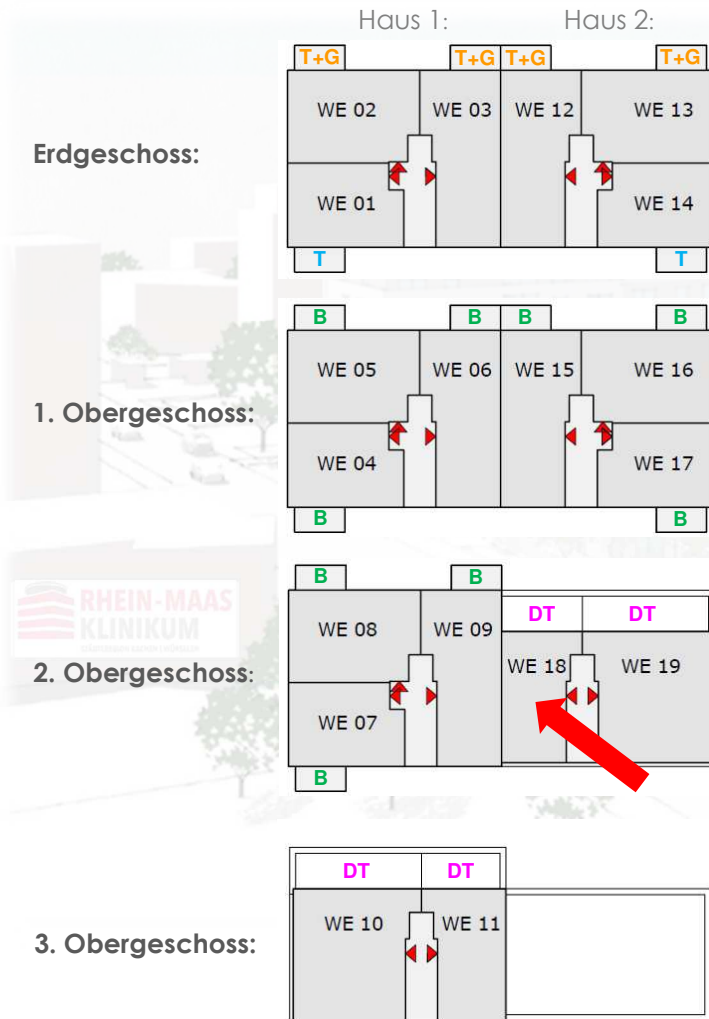 Haus 1: Haus 2:
T+G T+G T+G T+G
WE 02 WE 03 WE 12 WE 13
Erdgeschoss:
WE 01 WE 14
T T
B B B B
WE 05 WE 06 WE 15 WE 16
1. Obergeschoss:
WE 04 WE 17
B B
B B
DT DT
RHEIN-MAAS
KLINIKUM
WE 08 WE 09
WE 18 WE 19
2. Obergeschoss:
WE 07
B
DT DT
WE 10 WE 11
3. Obergeschoss: